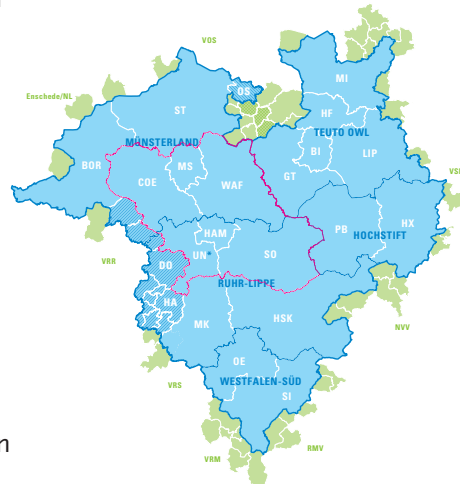 VOS
Enschede/NL
OS
MI
ST
HF
TEUTO OWL
MÜNSTERLAND
BI
LIP
BOR
MS
COE
WAF
GT
VRR
HAM
PB
HX
UN
SO
HOCHSTIFT
DO
RUHR-LIPPE
HA
MK
HSK
NVV
OE
WESTFALEN-SÜD
VRS
SI
VRM
RMV
n